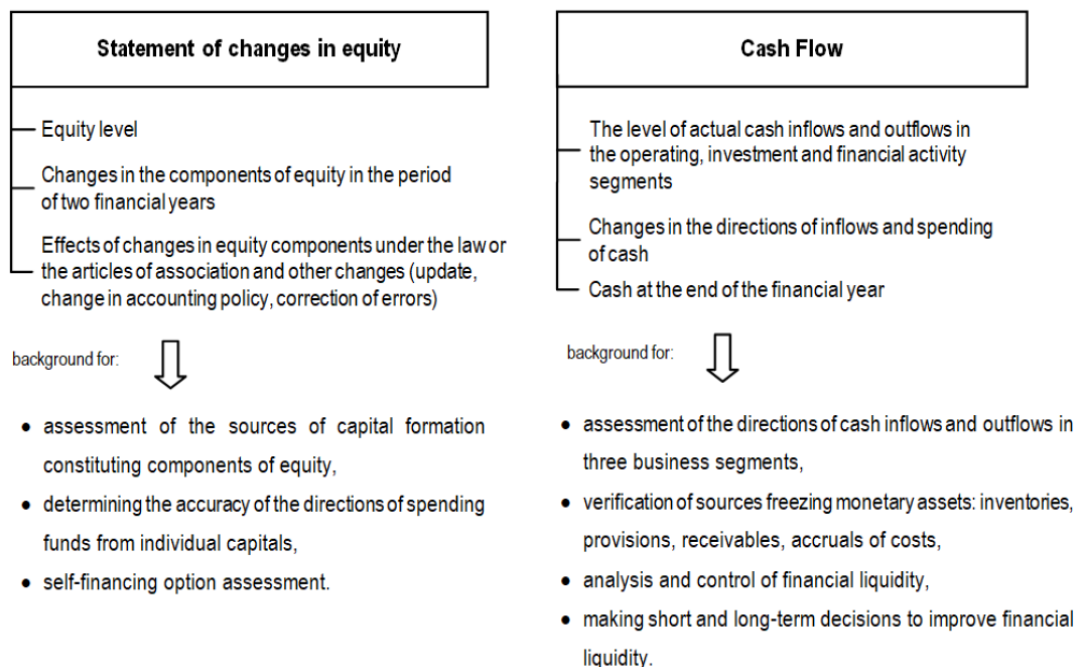 Statement of changes in equity
Equity level
Changes in the components of equity in the period
of two financial years
Effects of changes in equity components under the law or
the articles of association and other changes (update,
change in accounting policy, correction of errors)
background for:
• assessment of the sources of capital formation
constituting components of equity,
• determining the accuracy of the directions of spending
funds from individual capitals,
• self-financing option assessment.
Cash Flow
The level of actual cash inflows and outflows in
the operating, investment and financial activity
segments
Changes in the directions of inflows and spending
of cash
Cash at the end of the financial year
background for:
• assessment of the directions of cash inflows and outflows in
three business segments,
• verification of sources freezing monetary assets: inventories,
provisions, receivables, accruals of costs,
• analysis and control of financial liquidity,
• making short and long-term decisions to improve financial
liquidity.